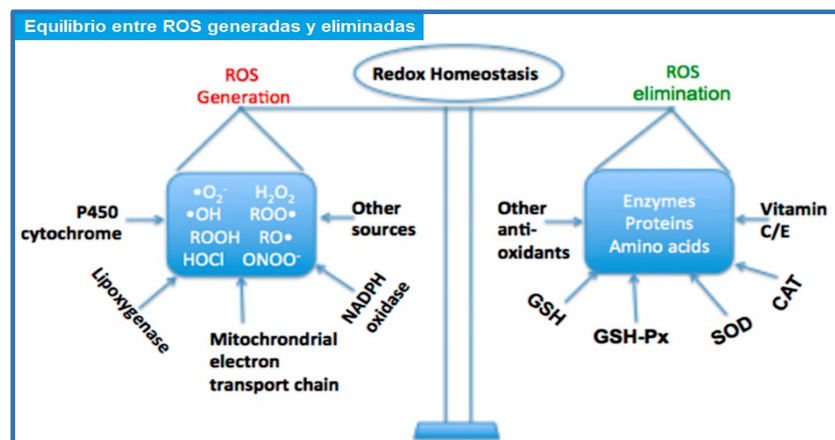 Equilibrio entre ROS generadas y eliminadas
Redox Homeostasis
ROS
Generation
ROS
elimination
•O₂⁻ H₂O₂
•OH ROO•
ROOH RO•
HOCl ONOO⁻
P450
cytochrome
Other
sources
Lipoxygenase
Mitrochrondrial
electron
transport chain
NADPH
oxidase
Enzymes
Proteins
Amino acids
Other
anti-
oxidants
Vitamin
C/E
GSH
GSH-Px
SOD
CAT